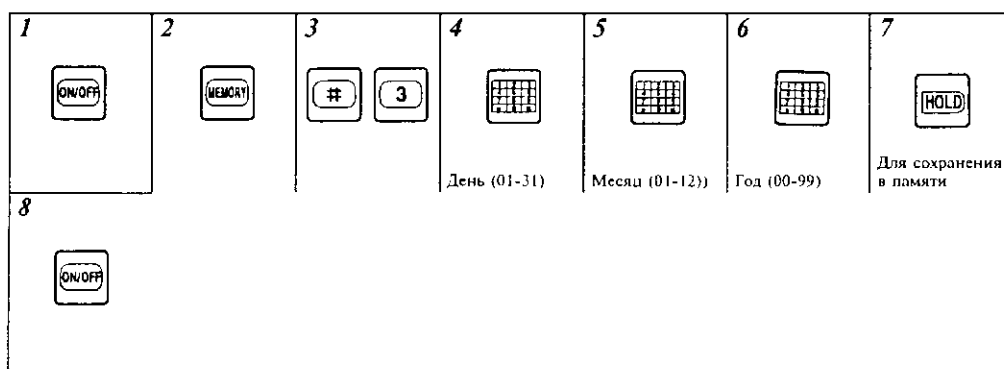 1 2 3 4 5 6 7
ON/OFF MEMORY # 3 HOLD
День (01-31) Месяц (01-12)) Год (00-99) Для сохранения
в памяти
8
ON/OFF